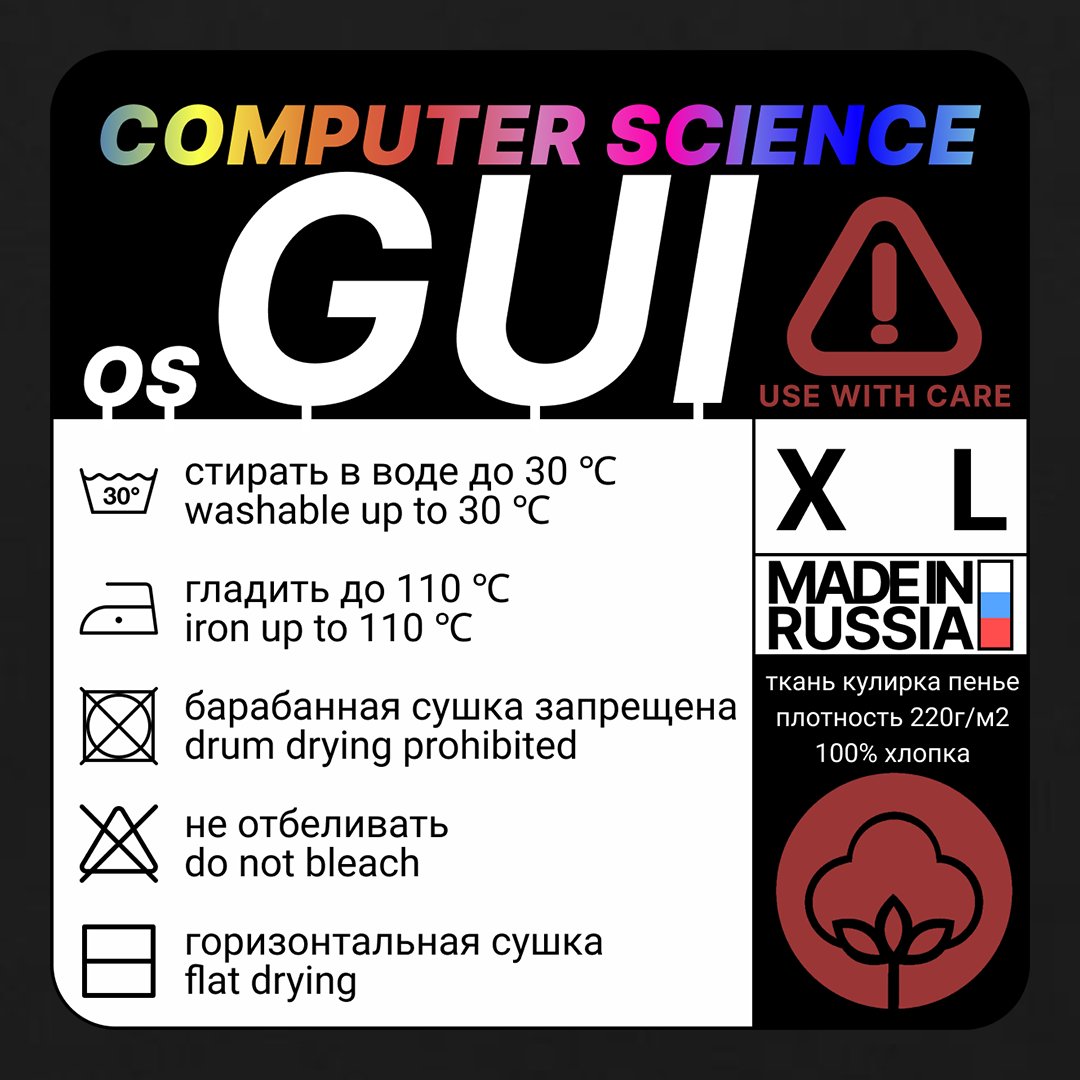 COMPUTER SCIENCE
os GUI
USE WITH CARE
30°
стирать в воде до 30 ℃
washable up to 30 ℃
гладить до 110 ℃
iron up to 110 ℃
барабанная сушка запрещена
drum drying prohibited
не отбеливать
do not bleach
горизонтальная сушка
flat drying
X L
MADE IN
RUSSIA
ткань кулирка пенье
плотность 220г/м2
100% хлопка